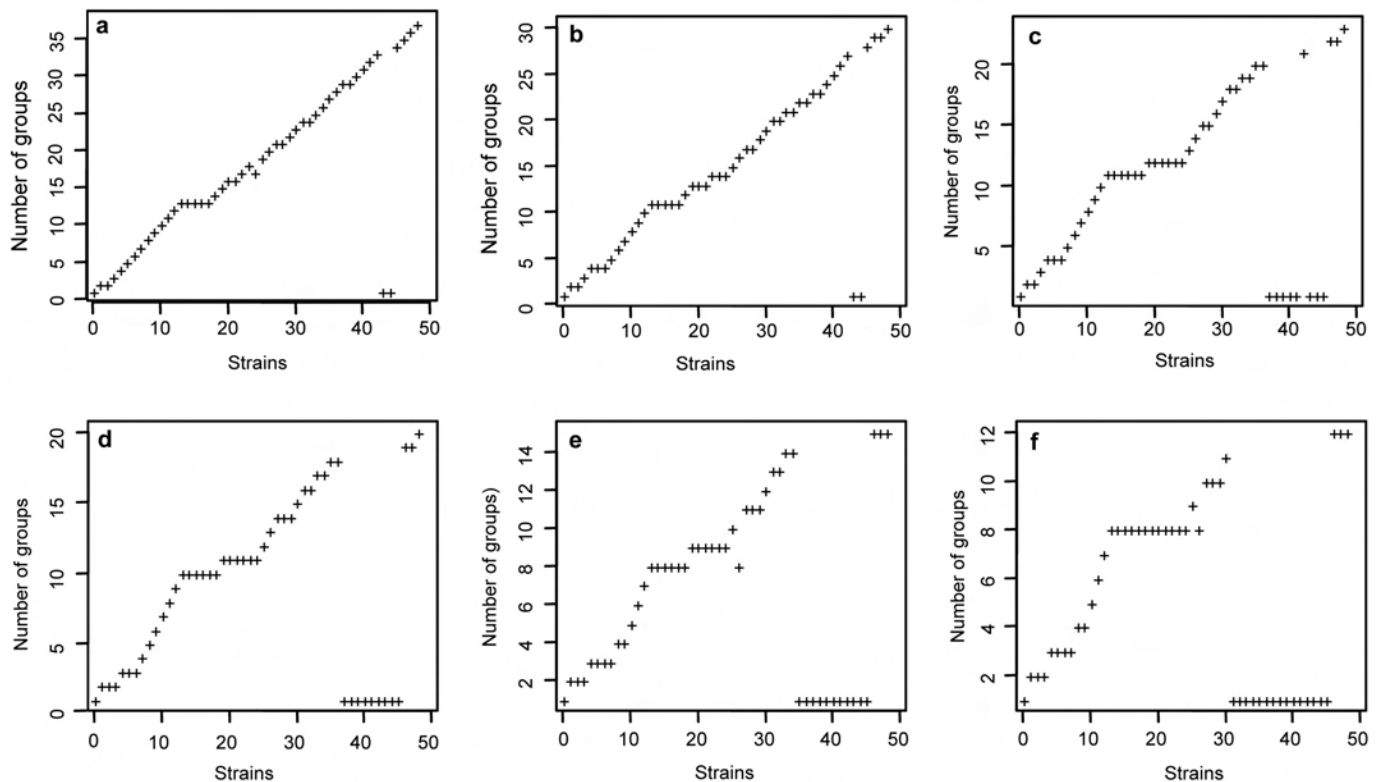 a
Number of groups
0 5 10 15 20 25 30 35
0 10 20 30 40 50
Strains
b
Number of groups
0 5 10 15 20 25 30
0 10 20 30 40 50
Strains
c
Number of groups
5 10 15 20
0 10 20 30 40 50
Strains
d
Number of groups
0 5 10 15 20
0 10 20 30 40 50
Strains
e
Number of groups)
2 4 6 8 10 12 14
0 10 20 30 40 50
Strains
f
Number of groups
2 4 6 8 10 12
0 10 20 30 40 50
Strains